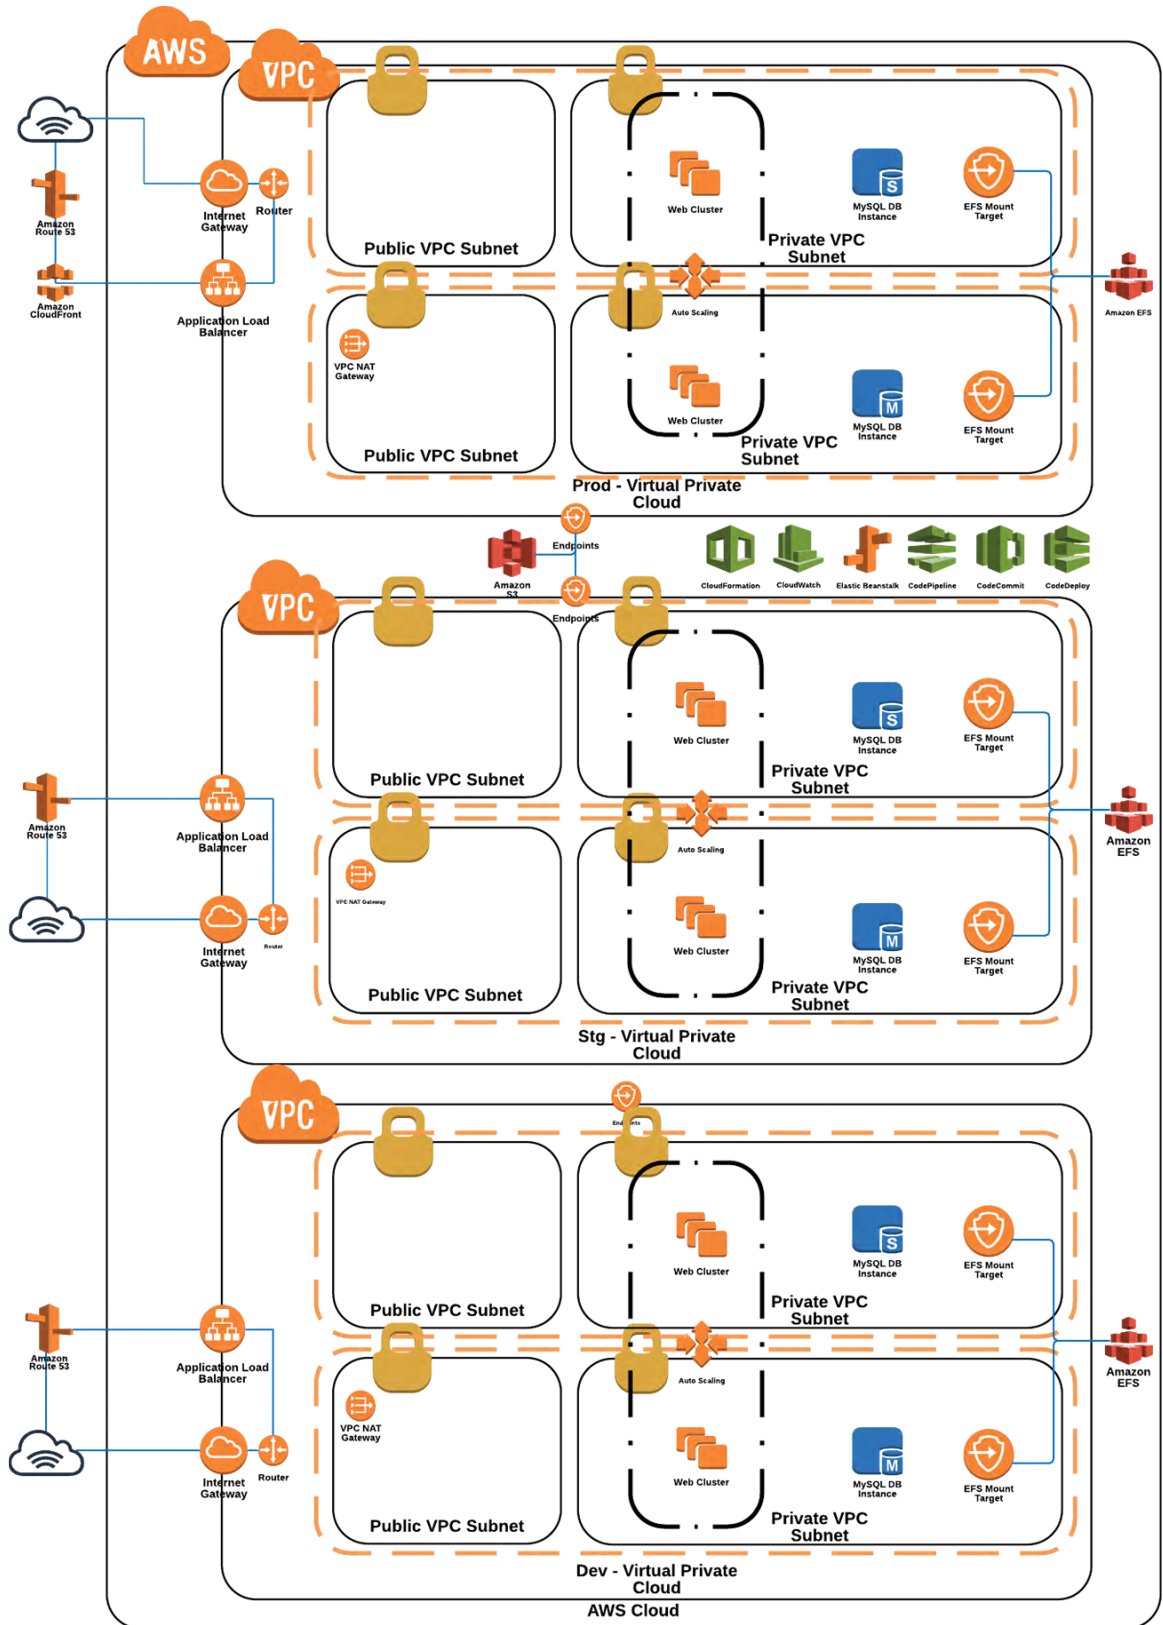 AWS
VPC
Amazon
Route 53
Internet
Gateway
Router
Amazon
CloudFront
Application Load
Balancer
Public VPC Subnet
Web Cluster
MySQL DB
Instance
S
EFS Mount
Target
Private VPC
Subnet
Amazon EFS
VPC NAT
Gateway
Public VPC Subnet
Auto Scaling
Web Cluster
MySQL DB
Instance
M
EFS Mount
Target
Private VPC
Subnet
Prod - Virtual Private
Cloud
Endpoints
Amazon
S3
Endpoints
CloudFormation
CloudWatch
Elastic Beanstalk
CodePipeline
CodeCommit
CodeDeploy
VPC
Public VPC Subnet
Web Cluster
MySQL DB
Instance
S
EFS Mount
Target
Private VPC
Subnet
Amazon
Route 53
Application Load
Balancer
Internet
Gateway
Router
VPC NAT Gateway
Public VPC Subnet
Auto Scaling
Web Cluster
MySQL DB
Instance
M
EFS Mount
Target
Private VPC
Subnet
Amazon
EFS
Stg - Virtual Private
Cloud
VPC
Endpoints
Public VPC Subnet
Web Cluster
MySQL DB
Instance
S
EFS Mount
Target
Private VPC
Subnet
Amazon
Route 53
Application Load
Balancer
Internet
Gateway
Router
VPC NAT
Gateway
Public VPC Subnet
Auto Scaling
Web Cluster
MySQL DB
Instance
M
EFS Mount
Target
Private VPC
Subnet
Amazon
EFS
Dev - Virtual Private
Cloud
AWS Cloud